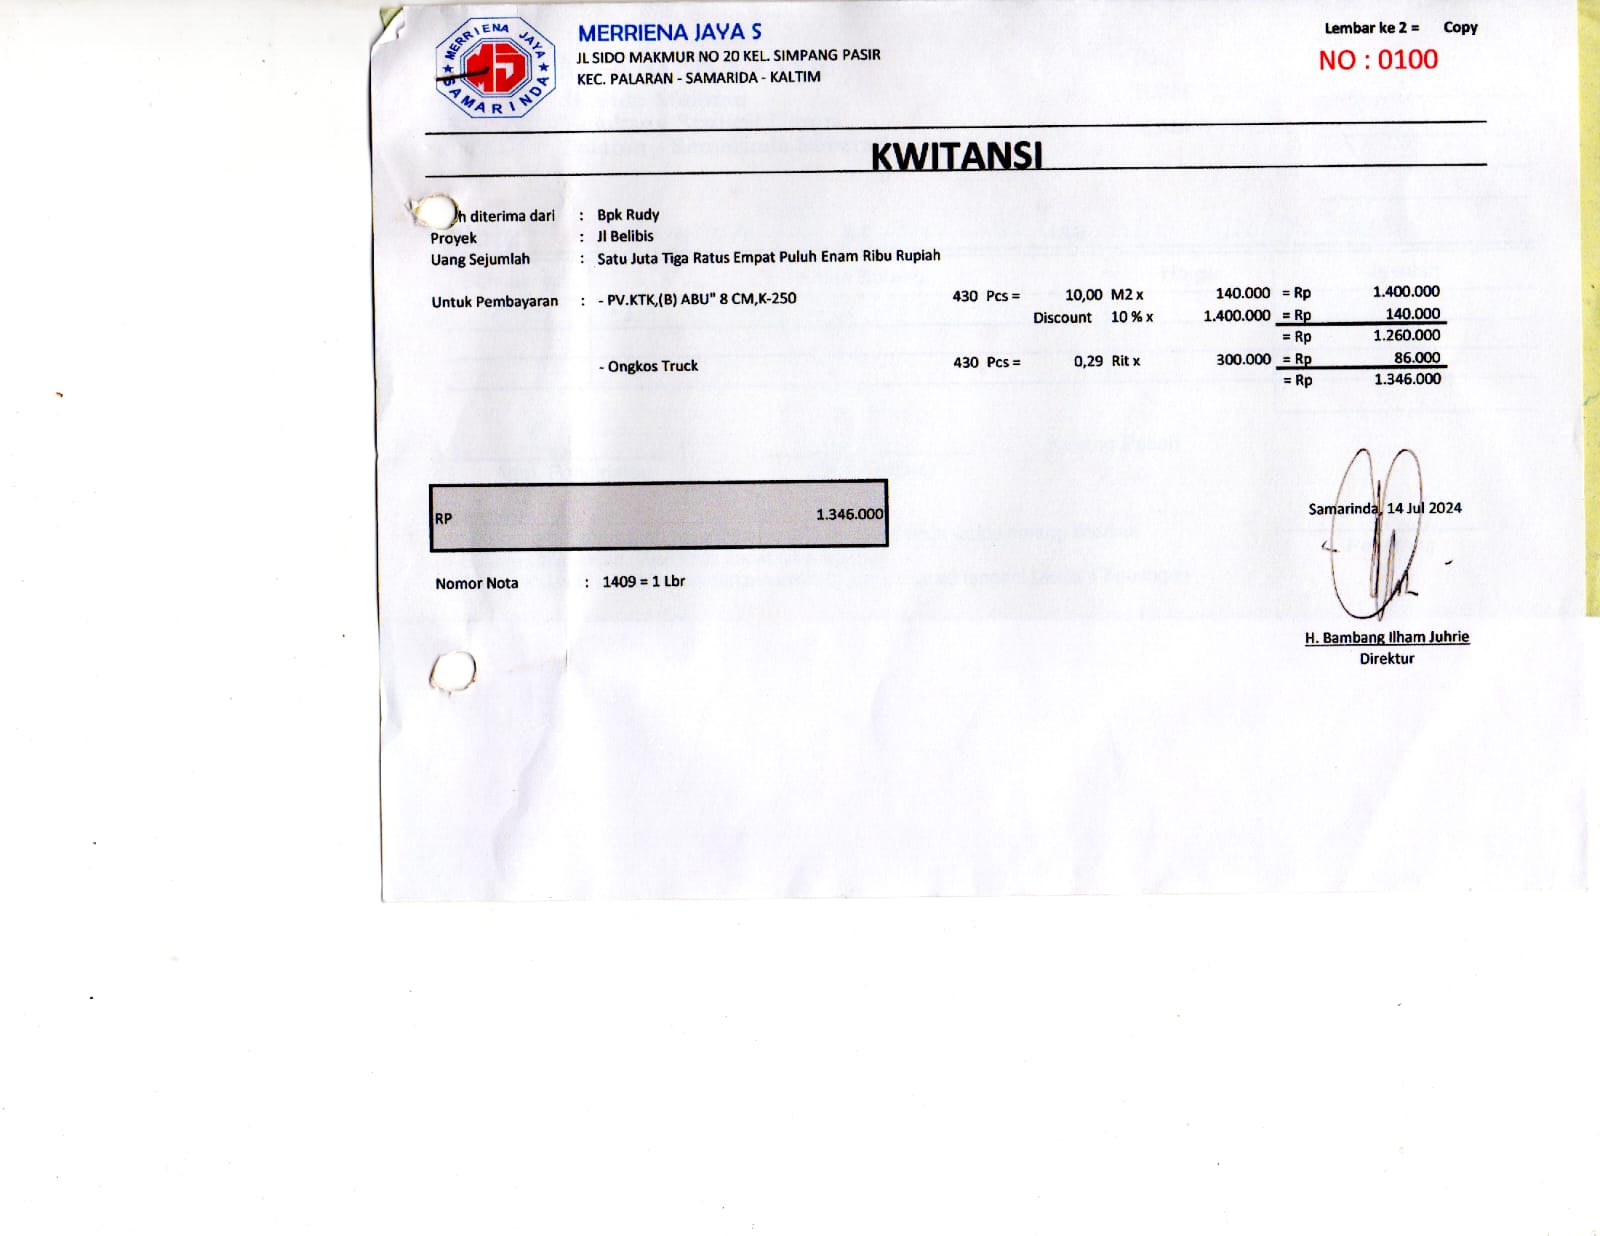 MERRIENA JAYA
SAMARINDA
MERRIENA JAYA S
JL SIDO MAKMUR NO 20 KEL. SIMPANG PASIR
KEC. PALARAN - SAMARIDA - KALTIM
Lembar ke 2 = Copy
NO : 0100
KWITANSI
h diterima dari : Bpk Rudy
Proyek : Jl Belibis
Uang Sejumlah : Satu Juta Tiga Ratus Empat Puluh Enam Ribu Rupiah
Untuk Pembayaran : - PV.KTK,(B) ABU" 8 CM,K-250 430 Pcs = 10,00 M2 x 140.000 = Rp 1.400.000
Discount 10 % x 1.400.000 = Rp 140.000
= Rp 1.260.000
- Ongkos Truck 430 Pcs = 0,29 Rit x 300.000 = Rp 86.000
= Rp 1.346.000
RP 1.346.000
Samarinda, 14 Jul 2024
Nomor Nota : 1409 = 1 Lbr
H. Bambang Ilham Juhrie
Direktur